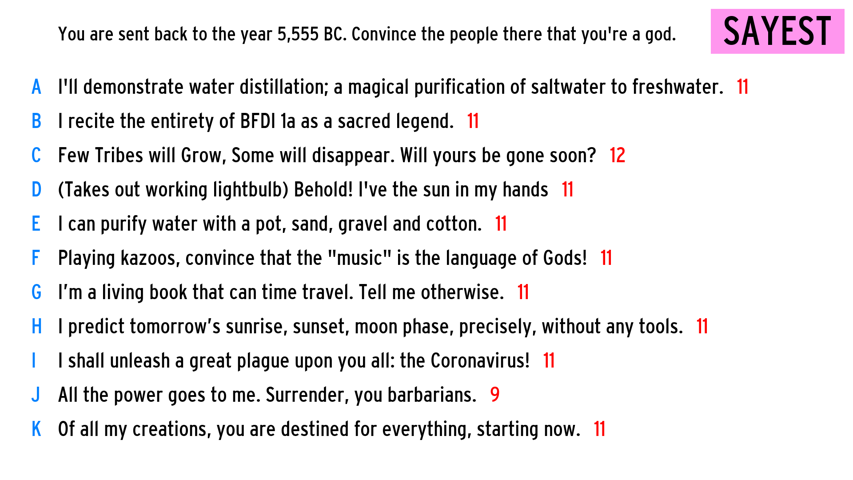 You are sent back to the year 5,555 BC. Convince the people there that you're a god.
SAYEST
A I'll demonstrate water distillation; a magical purification of saltwater to freshwater. 11
B I recite the entirety of BFDI 1a as a sacred legend. 11
C Few Tribes will Grow, Some will disappear. Will yours be gone soon? 12
D (Takes out working lightbulb) Behold! I've the sun in my hands 11
E I can purify water with a pot, sand, gravel and cotton. 11
F Playing kazoos, convince that the "music" is the language of Gods! 11
G I’m a living book that can time travel. Tell me otherwise. 11
H I predict tomorrow’s sunrise, sunset, moon phase, precisely, without any tools. 11
I I shall unleash a great plague upon you all: the Coronavirus! 11
J All the power goes to me. Surrender, you barbarians. 9
K Of all my creations, you are destined for everything, starting now. 11